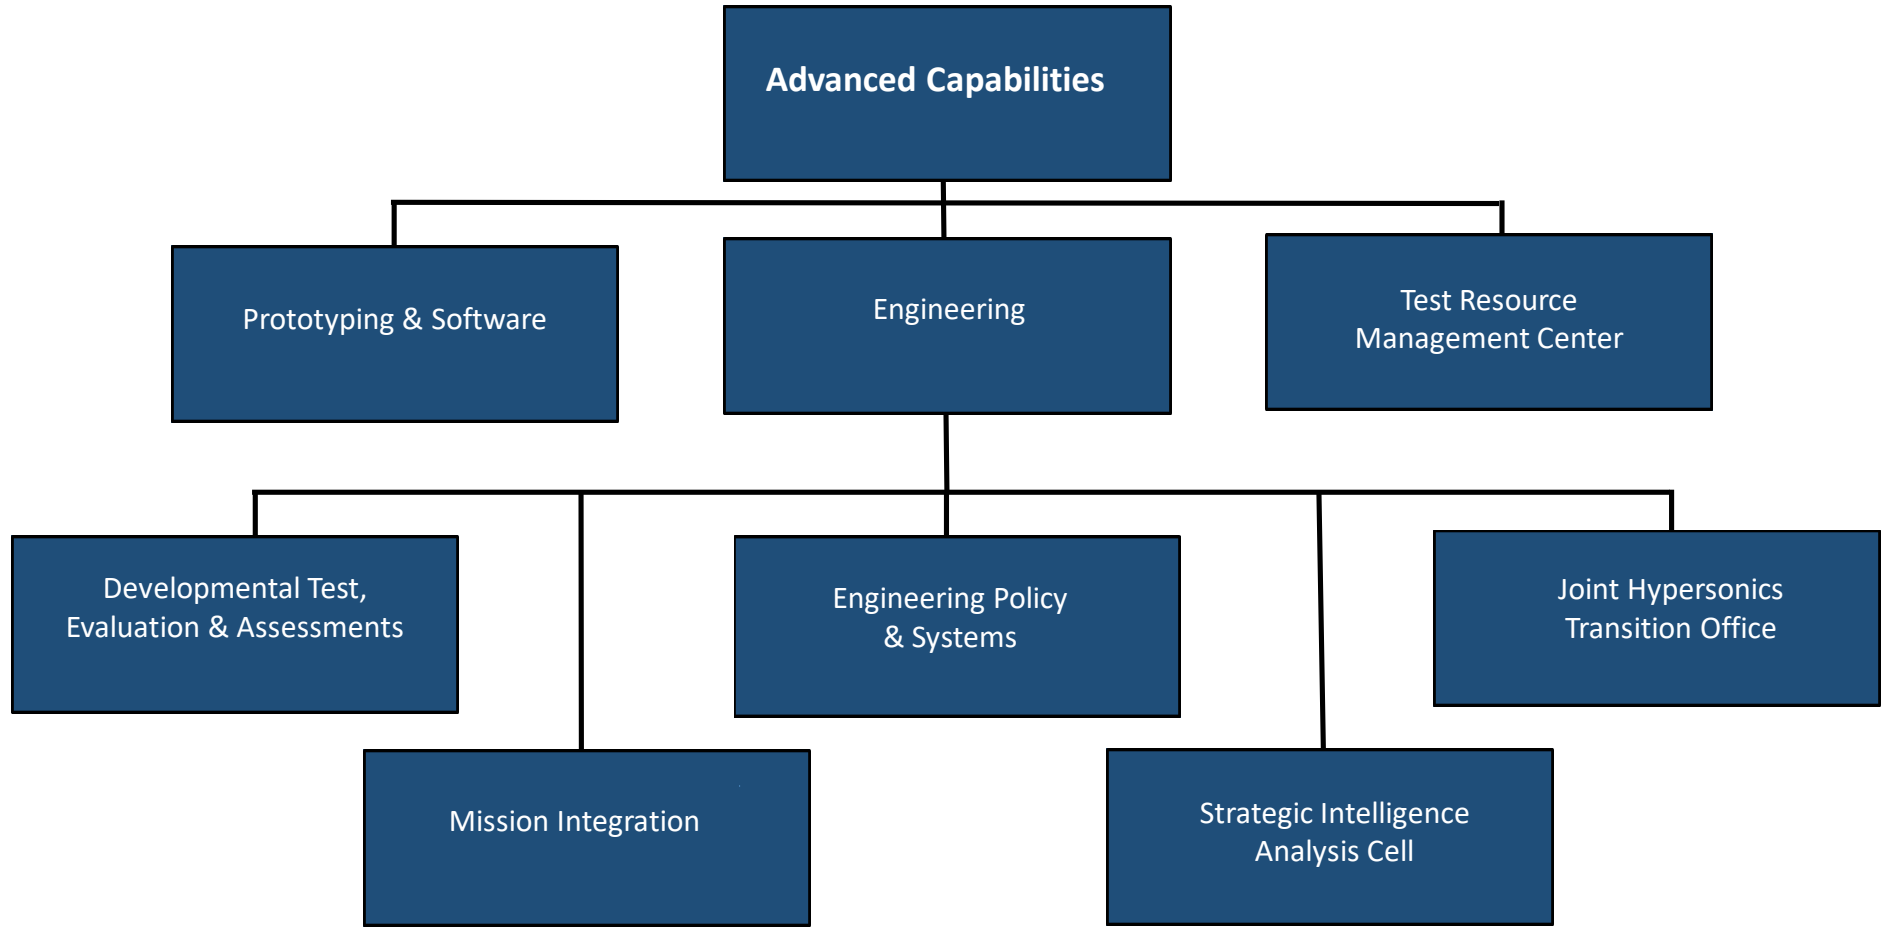 Advanced Capabilities
Prototyping & Software
Engineering
Test Resource
Management Center
Developmental Test,
Evaluation & Assessments
Engineering Policy
& Systems
Joint Hypersonics
Transition Office
Mission Integration
Strategic Intelligence
Analysis Cell